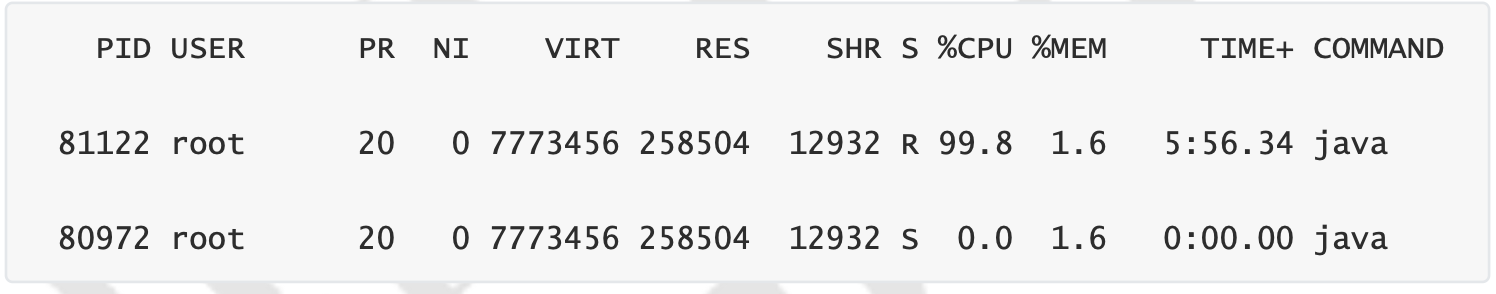 PID USER PR NI VIRT RES SHR S %CPU %MEM TIME+ COMMAND
81122 root 20 0 7773456 258504 12932 R 99.8 1.6 5:56.34 java
80972 root 20 0 7773456 258504 12932 S 0.0 1.6 0:00.00 java